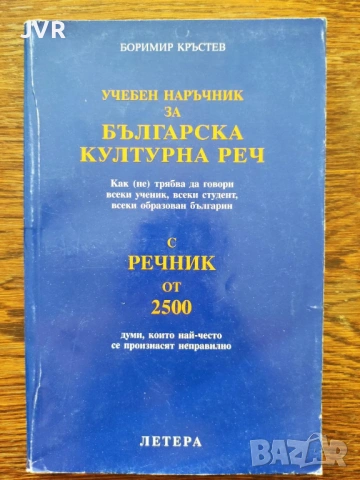 JVR
БОРИМИР КРЪСТЕВ
УЧЕБЕН НАРЪЧНИК
ЗА
БЪЛГАРСКА
КУЛТУРНА РЕЧ
Как (не) трябва да говори
всеки ученик, всеки студент,
всеки образован българин
С
РЕЧНИК
ОТ
2500
думи, които най-често
се произнасят неправилно
ЛЕТЕРА
BAZAR